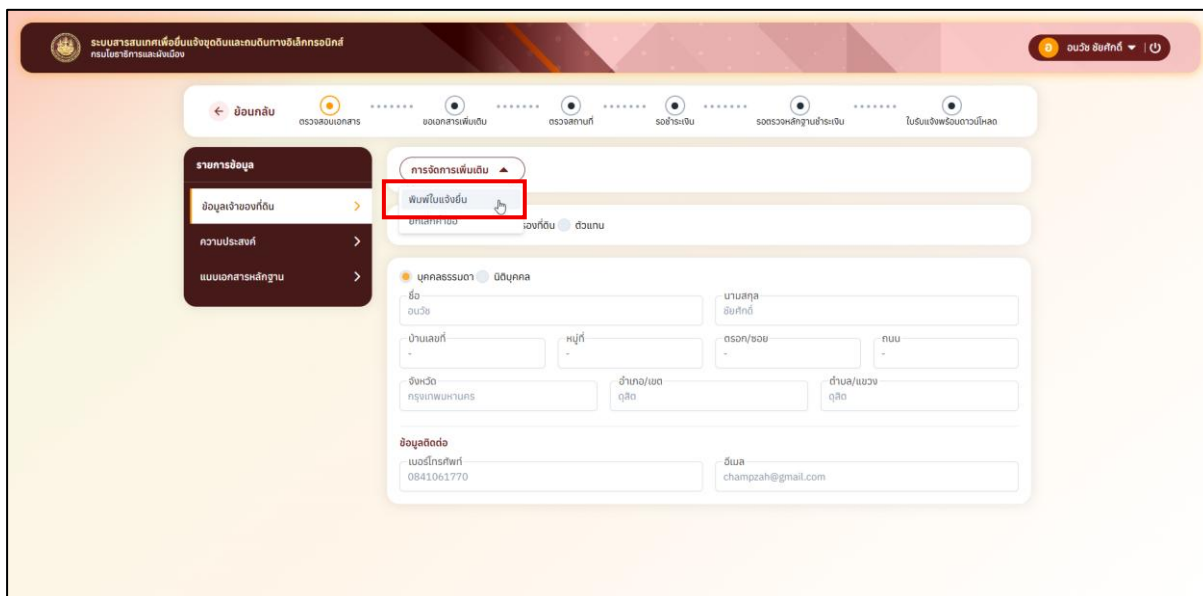 ระบบสารสนเทศเพื่อยื่นแจ้งขุดดินและถมดินทางอิเล็กทรอนิกส์
กรมโยธาธิการและผังเมือง
อ อนวัช ชัยศักดิ์
ย้อนกลับ
ตรวจสอบเอกสาร ขอเอกสารเพิ่มเติม ตรวจสถานที่ รอชำระเงิน รอตรวจหลักฐานชำระเงิน ใบรับแจ้งพร้อมดาวน์โหลด
รายการข้อมูล
ข้อมูลเจ้าของที่ดิน
ความประสงค์
แนบเอกสารหลักฐาน
การจัดการเพิ่มเติม
พิมพ์ใบแจ้งยื่น
ยกเลิกคำขอ
รองที่ดิน ตัวแทน
บุคคลธรรมดา นิติบุคคล
ชื่อ นามสกุล
อนวัช ชัยศักดิ์
บ้านเลขที่ หมู่ที่ ตรอก/ซอย ถนน
- - - -
จังหวัด อำเภอ/เขต ตำบล/แขวง
กรุงเทพมหานคร ดุสิต ดุสิต
ข้อมูลติดต่อ
เบอร์โทรศัพท์ อีเมล
0841061770 champzah@gmail.com